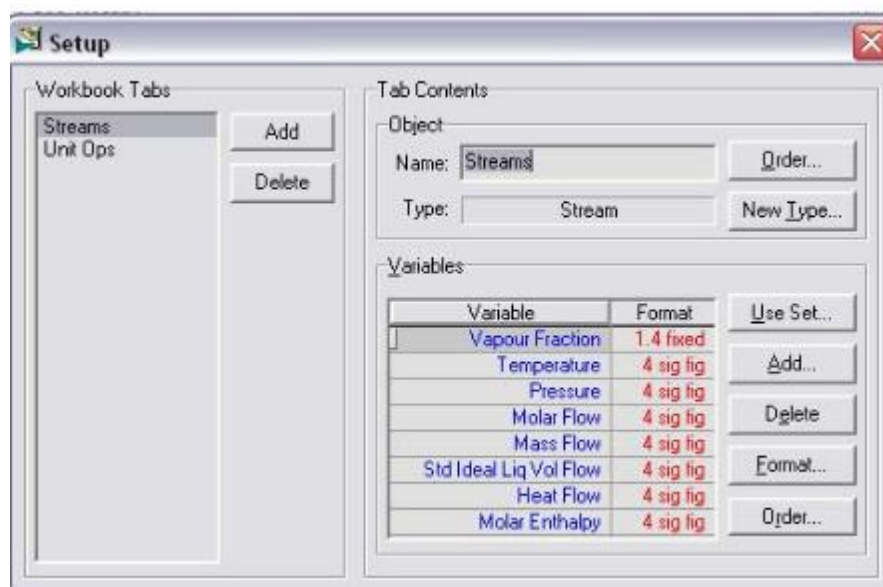 Setup
Workbook Tabs
Streams
Unit Ops
Add
Delete
Tab Contents
Object
Name: Streams
Order...
Type: Stream
New Type...
Variables
Variable Format
Vapour Fraction 1.4 fixed
Temperature 4 sig fig
Pressure 4 sig fig
Molar Flow 4 sig fig
Mass Flow 4 sig fig
Std Ideal Liq Vol Flow 4 sig fig
Heat Flow 4 sig fig
Molar Enthalpy 4 sig fig
Use Set...
Add...
Delete
Format...
Order...